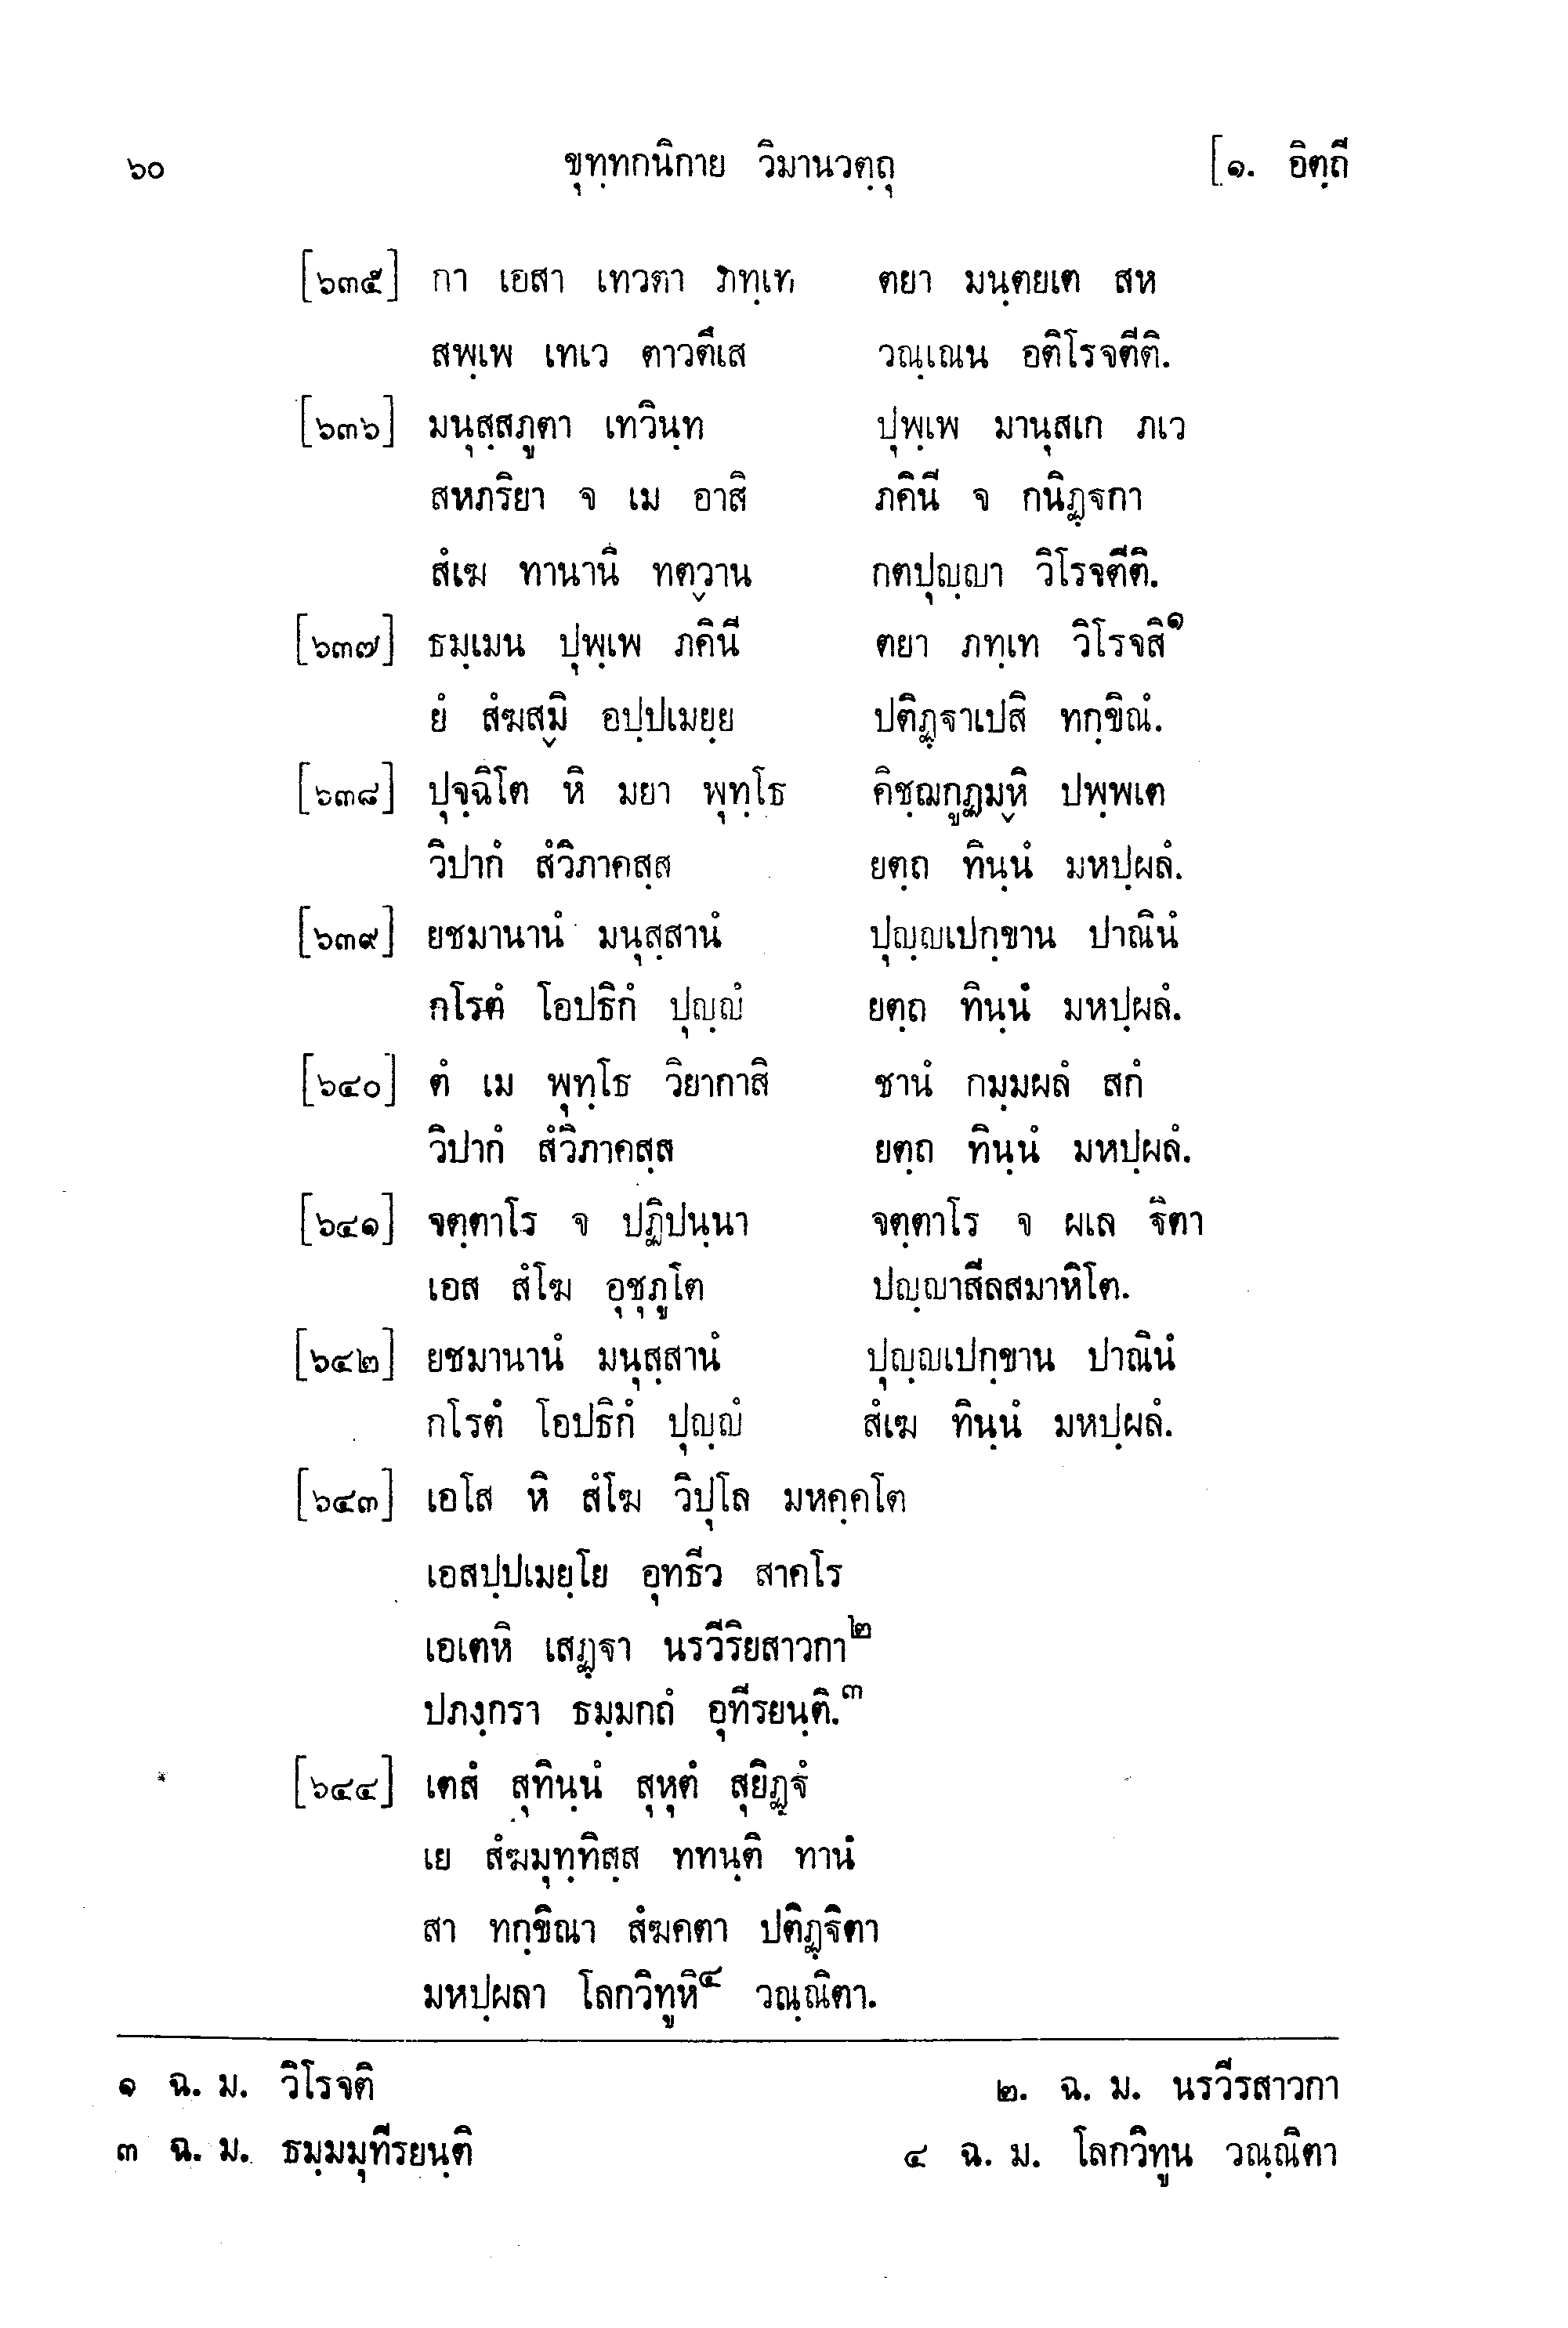 ๖๐ ขุทฺทกนิกาย วิมานวตฺถุ [๑. อิตฺถี
[๖๓๕] กา เอสา เทวตา ภทฺเท ตยา มนฺตยเต สห
สพฺเพ เทเว ตาวตึเส วณฺเณน อติโรจตีติ.
[๖๓๖] มนุสฺสภูตา เทวินฺท ปุพฺเพ มานุสเก ภเว
สหภริยา จ เม อาสิ ภคินี จ กนิฏฺฐกา
สํเฆ ทานานิ ทตฺวาน กตปุญฺญา วิโรจตีติ.
[๖๓๗] ธมฺเมน ปุพฺเพ ภคินี ตยา ภทฺเท วิโรจสิ๑
ยํ สํฆสฺมิ อปฺปเมยฺย ปติฏฺฐาเปสิ ทกฺขิณํ.
[๖๓๘] ปุจฺฉิโต หิ มยา พุทฺโธ คิชฺฌกูฏมฺหิ ปพฺพเต
วิปากํ สํวิภาคสฺส ยตฺถ ทินฺนํ มหปฺผลํ.
[๖๓๙] ยชมานานํ มนุสฺสานํ ปุญฺญเปกฺขาน ปาณินํ
กโรตํ โอปธิกํ ปุญฺญํ ยตฺถ ทินฺนํ มหปฺผลํ.
[๖๔๐] ตํ เม พุทฺโธ วิยากาสิ ชานํ กมฺมผลํ สกํ
วิปากํ สํวิภาคสฺส ยตฺถ ทินฺนํ มหปฺผลํ.
[๖๔๑] จตฺตาโร จ ปฏิปนฺนา จตฺตาโร จ ผเล ฐิตา
เอส สํโฆ อุชุภูโต ปญฺญาสีลสมาหิโต.
[๖๔๒] ยชมานานํ มนุสฺสานํ ปุญฺญเปกฺขาน ปาณินํ
กโรตํ โอปธิกํ ปุญฺญํ สํเฆ ทินฺนํ มหปฺผลํ.
[๖๔๓] เอโส หิ สํโฆ วิปุโล มหคฺคโต
เอสปฺปเมยฺโย อุทธีว สาคโร
เอเตหิ เสฏฺฐา นรวีริยสาวกา๒
ปภงฺกรา ธมฺมกถํ อุทีรยนฺติ.๓
[๖๔๔] เตสํ สุทินฺนํ สุหุตํ สุยิฏฺฐํ
เย สํฆมุทฺทิสฺส ททนฺติ ทานํ
สา ทกฺขิณา สํฆคตา ปติฏฺฐิตา
มหปฺผลา โลกวิทูหิ๔ วณฺณิตา.
๑ ฉ. ม. วิโรจติ ๒. ฉ. ม. นรวีรสาวกา
๓ ฉ. ม. ธมฺมมุทีรยนฺติ ๔ ฉ. ม. โลกวิทูน วณฺณิตา